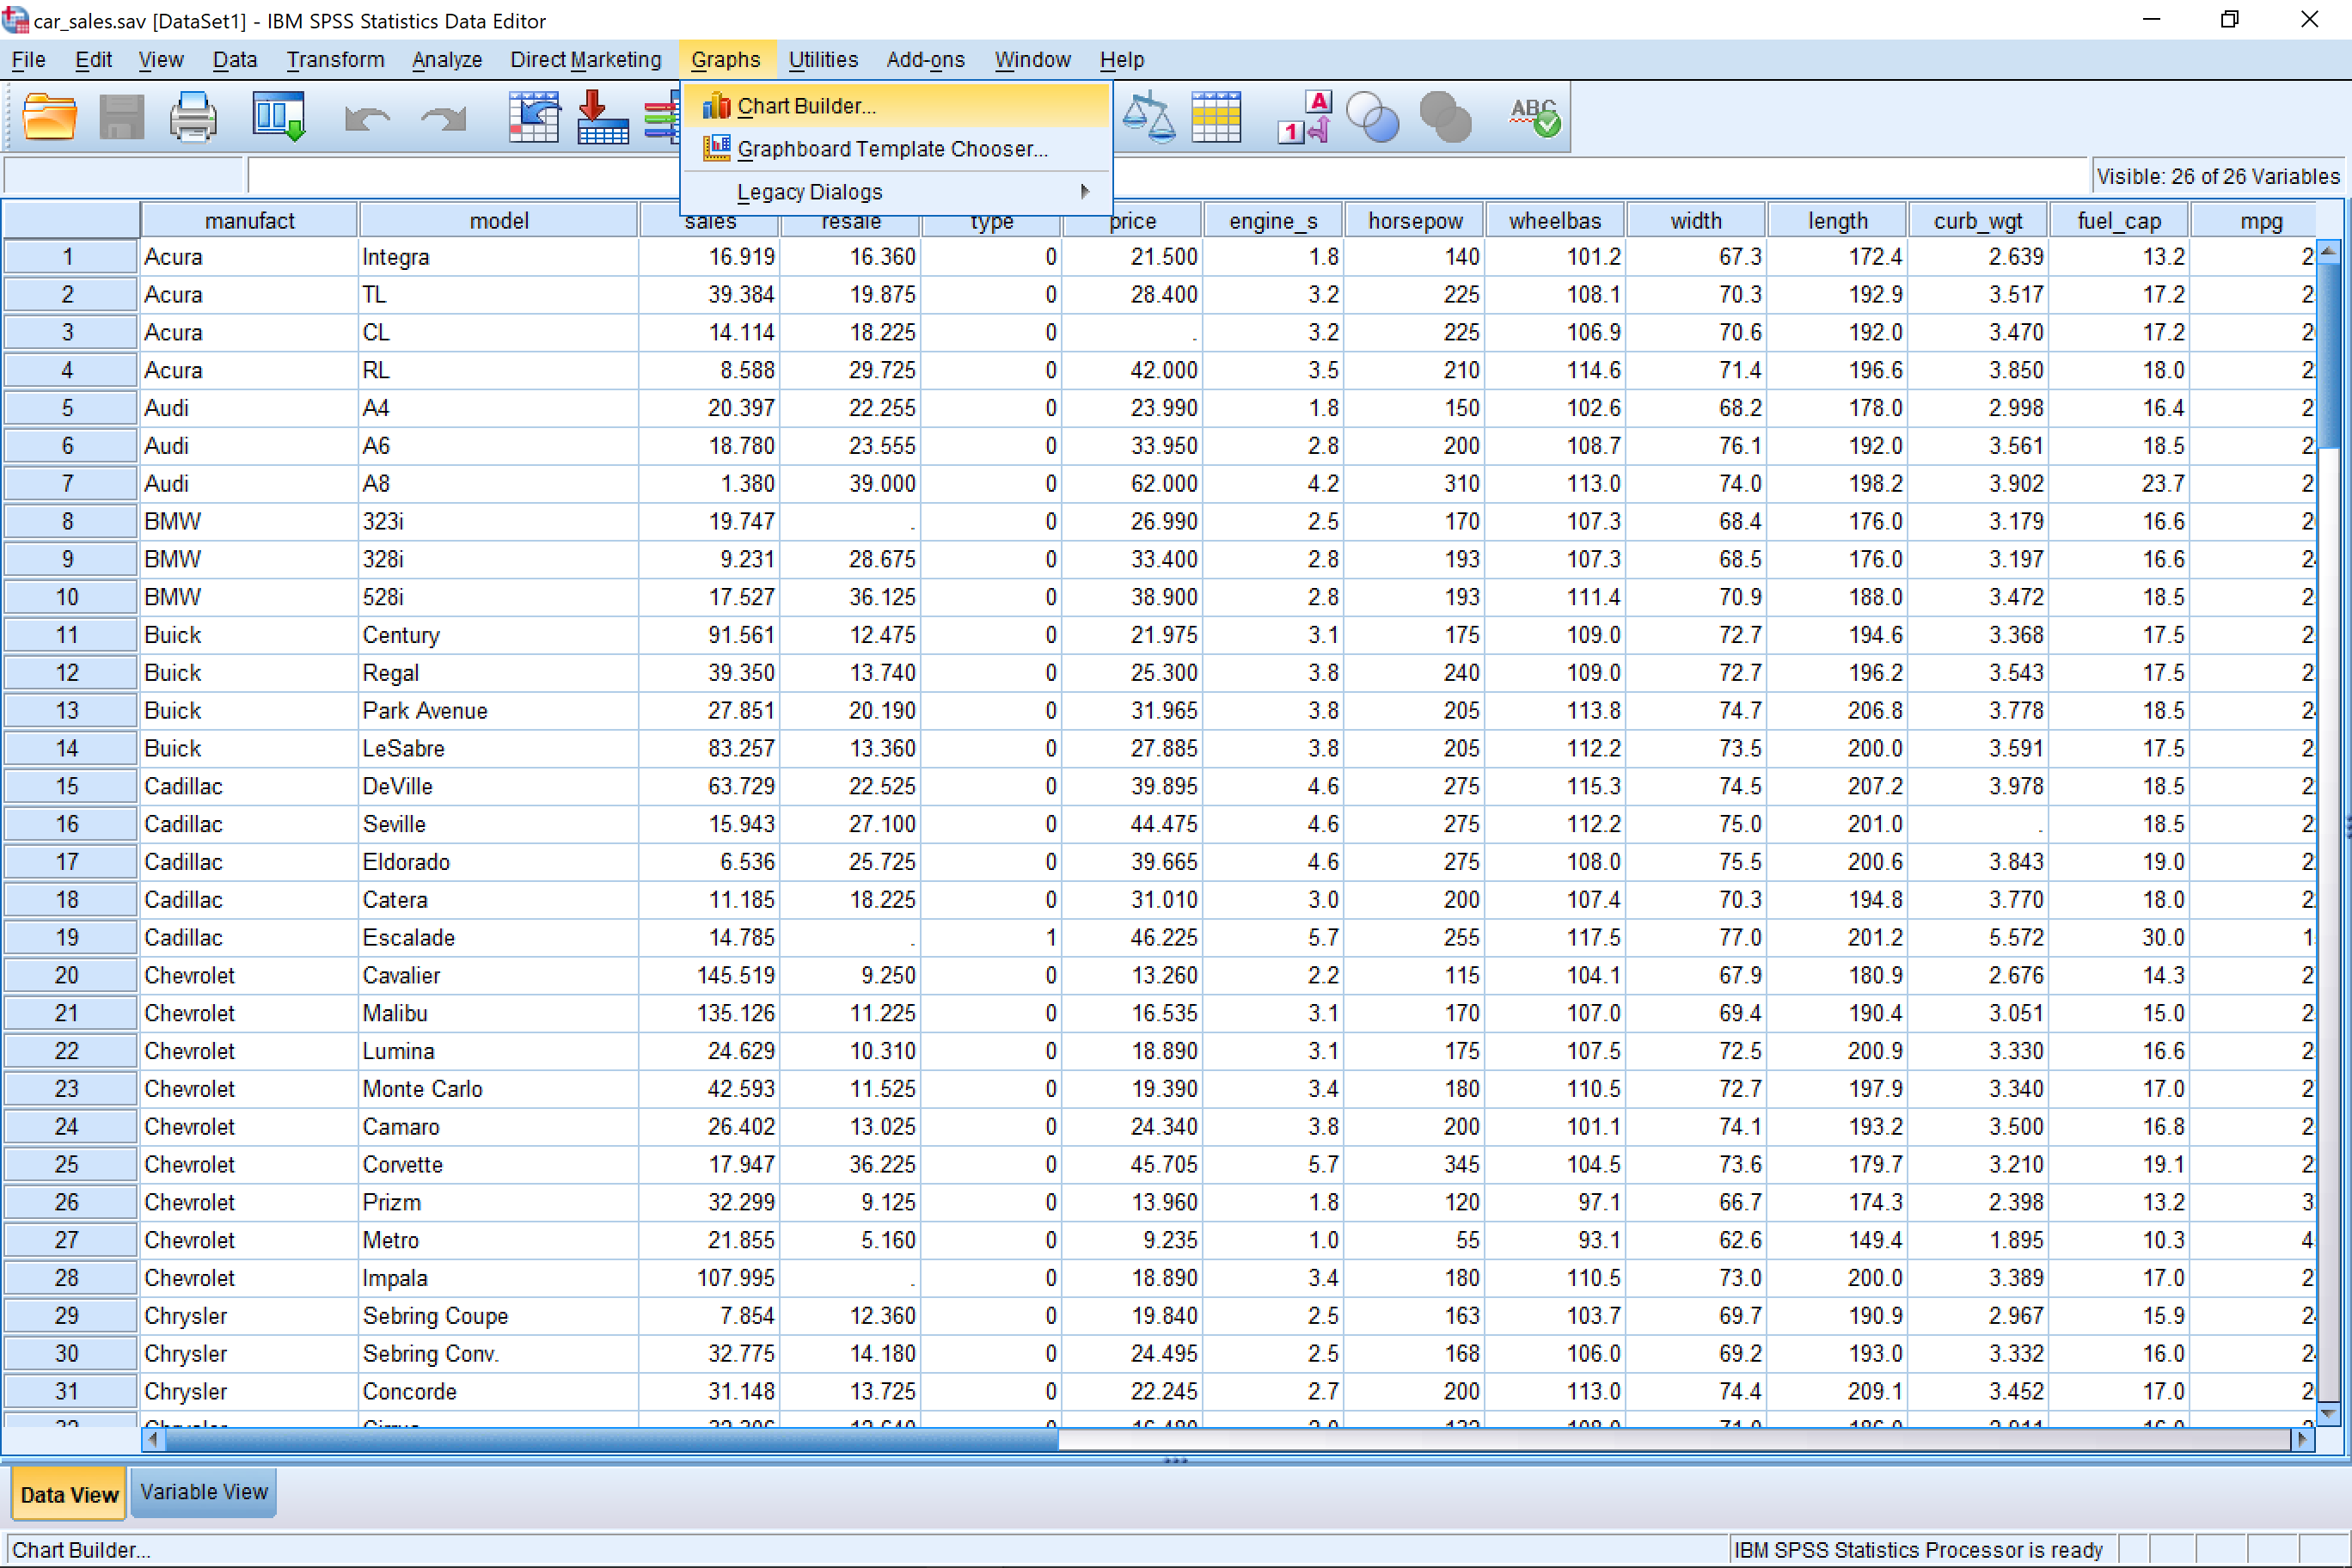 car_sales.sav [DataSet1] - IBM SPSS Statistics Data Editor
File Edit View Data Transform Analyze Direct Marketing Graphs Utilities Add-ons Window Help
Chart Builder...
Graphboard Template Chooser...
Legacy Dialogs
A
1
ABC
Visible: 26 of 26 Variables
manufact model sales resale type price engine_s horsepow wheelbas width length curb_wgt fuel_cap mpg
1 Acura Integra 16.919 16.360 0 21.500 1.8 140 101.2 67.3 172.4 2.639 13.2 2
2 Acura TL 39.384 19.875 0 28.400 3.2 225 108.1 70.3 192.9 3.517 17.2 2
3 Acura CL 14.114 18.225 0 . 3.2 225 106.9 70.6 192.0 3.470 17.2 2
4 Acura RL 8.588 29.725 0 42.000 3.5 210 114.6 71.4 196.6 3.850 18.0 2
5 Audi A4 20.397 22.255 0 23.990 1.8 150 102.6 68.2 178.0 2.998 16.4 2
6 Audi A6 18.780 23.555 0 33.950 2.8 200 108.7 76.1 192.0 3.561 18.5 2
7 Audi A8 1.380 39.000 0 62.000 4.2 310 113.0 74.0 198.2 3.902 23.7 2
8 BMW 323i 19.747 . 0 26.990 2.5 170 107.3 68.4 176.0 3.179 16.6 2
9 BMW 328i 9.231 28.675 0 33.400 2.8 193 107.3 68.5 176.0 3.197 16.6 2
10 BMW 528i 17.527 36.125 0 38.900 2.8 193 111.4 70.9 188.0 3.472 18.5 2
11 Buick Century 91.561 12.475 0 21.975 3.1 175 109.0 72.7 194.6 3.368 17.5 2
12 Buick Regal 39.350 13.740 0 25.300 3.8 240 109.0 72.7 196.2 3.543 17.5 2
13 Buick Park Avenue 27.851 20.190 0 31.965 3.8 205 113.8 74.7 206.8 3.778 18.5 2
14 Buick LeSabre 83.257 13.360 0 27.885 3.8 205 112.2 73.5 200.0 3.591 17.5 2
15 Cadillac DeVille 63.729 22.525 0 39.895 4.6 275 115.3 74.5 207.2 3.978 18.5 2
16 Cadillac Seville 15.943 27.100 0 44.475 4.6 275 112.2 75.0 201.0 . 18.5 2
17 Cadillac Eldorado 6.536 25.725 0 39.665 4.6 275 108.0 75.5 200.6 3.843 19.0 2
18 Cadillac Catera 11.185 18.225 0 31.010 3.0 200 107.4 70.3 194.8 3.770 18.0 2
19 Cadillac Escalade 14.785 . 1 46.225 5.7 255 117.5 77.0 201.2 5.572 30.0 1
20 Chevrolet Cavalier 145.519 9.250 0 13.260 2.2 115 104.1 67.9 180.9 2.676 14.3 2
21 Chevrolet Malibu 135.126 11.225 0 16.535 3.1 170 107.0 69.4 190.4 3.051 15.0 2
22 Chevrolet Lumina 24.629 10.310 0 18.890 3.1 175 107.5 72.5 200.9 3.330 16.6 2
23 Chevrolet Monte Carlo 42.593 11.525 0 19.390 3.4 180 110.5 72.7 197.9 3.340 17.0 2
24 Chevrolet Camaro 26.402 13.025 0 24.340 3.8 200 101.1 74.1 193.2 3.500 16.8 2
25 Chevrolet Corvette 17.947 36.225 0 45.705 5.7 345 104.5 73.6 179.7 3.210 19.1 2
26 Chevrolet Prizm 32.299 9.125 0 13.960 1.8 120 97.1 66.7 174.3 2.398 13.2 3
27 Chevrolet Metro 21.855 5.160 0 9.235 1.0 55 93.1 62.6 149.4 1.895 10.3 4
28 Chevrolet Impala 107.995 . 0 18.890 3.4 180 110.5 73.0 200.0 3.389 17.0 2
29 Chrysler Sebring Coupe 7.854 12.360 0 19.840 2.5 163 103.7 69.7 190.9 2.967 15.9 2
30 Chrysler Sebring Conv. 32.775 14.180 0 24.495 2.5 168 106.0 69.2 193.0 3.332 16.0 2
31 Chrysler Concorde 31.148 13.725 0 22.245 2.7 200 113.0 74.4 209.1 3.452 17.0 2
Data View Variable View
Chart Builder... IBM SPSS Statistics Processor is ready